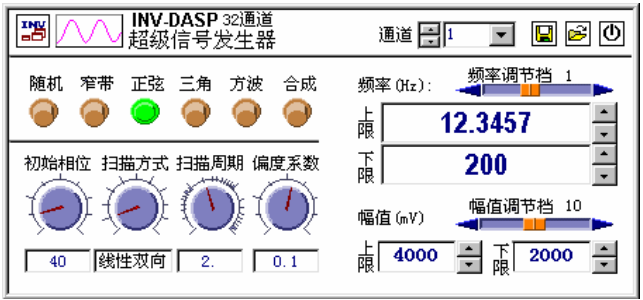 INV INV-DASP 32通道
超级信号发生器
通道 1
随机 窄带 正弦 三角 方波 合成
频率(Hz): 频率调节档 1
上限 12.3457
下限 200
初始相位 扫描方式 扫描周期 偏度系数
40 线性双向 2. 0.1
幅值(mV) 幅值调节档 10
上限 4000 下限 2000